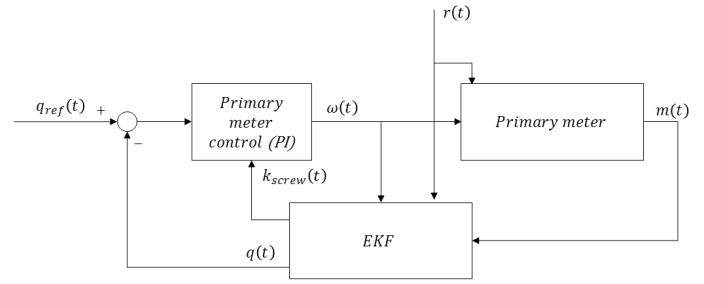 r(t)
q_ref(t)
+
−
Primary
meter
control (PI)
ω(t)
Primary meter
m(t)
k_screw(t)
EKF
q(t)